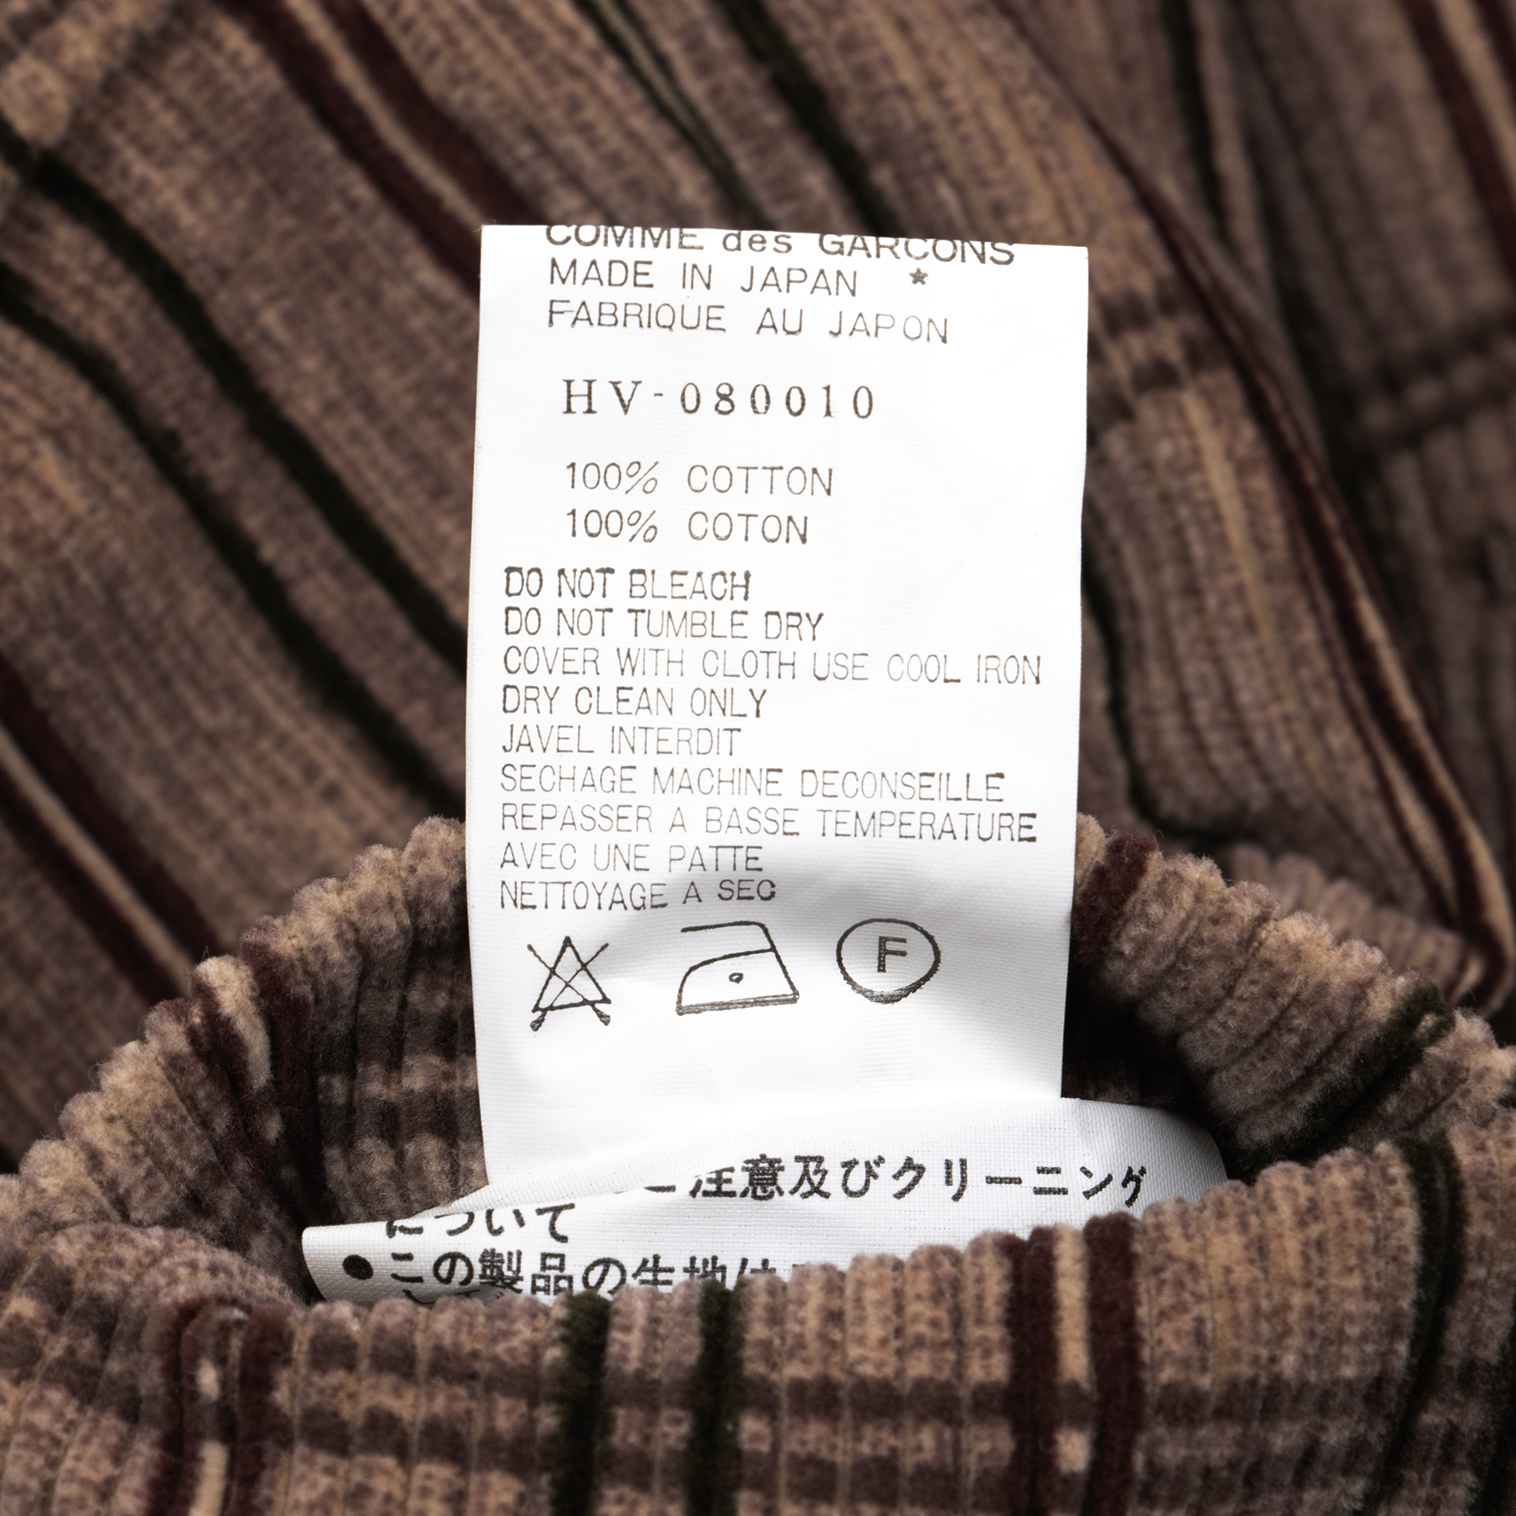 COMME des GARCONS
MADE IN JAPAN *
FABRIQUE AU JAPON
HV-080010
100% COTTON
100% COTON
DO NOT BLEACH
DO NOT TUMBLE DRY
COVER WITH CLOTH USE COOL IRON
DRY CLEAN ONLY
JAVEL INTERDIT
SECHAGE MACHINE DECONSEILLE
REPASSER A BASSE TEMPERATURE
AVEC UNE PATTE
NETTOYAGE A SEC
F
注意及びクリーニング
について
●この製品の生地は